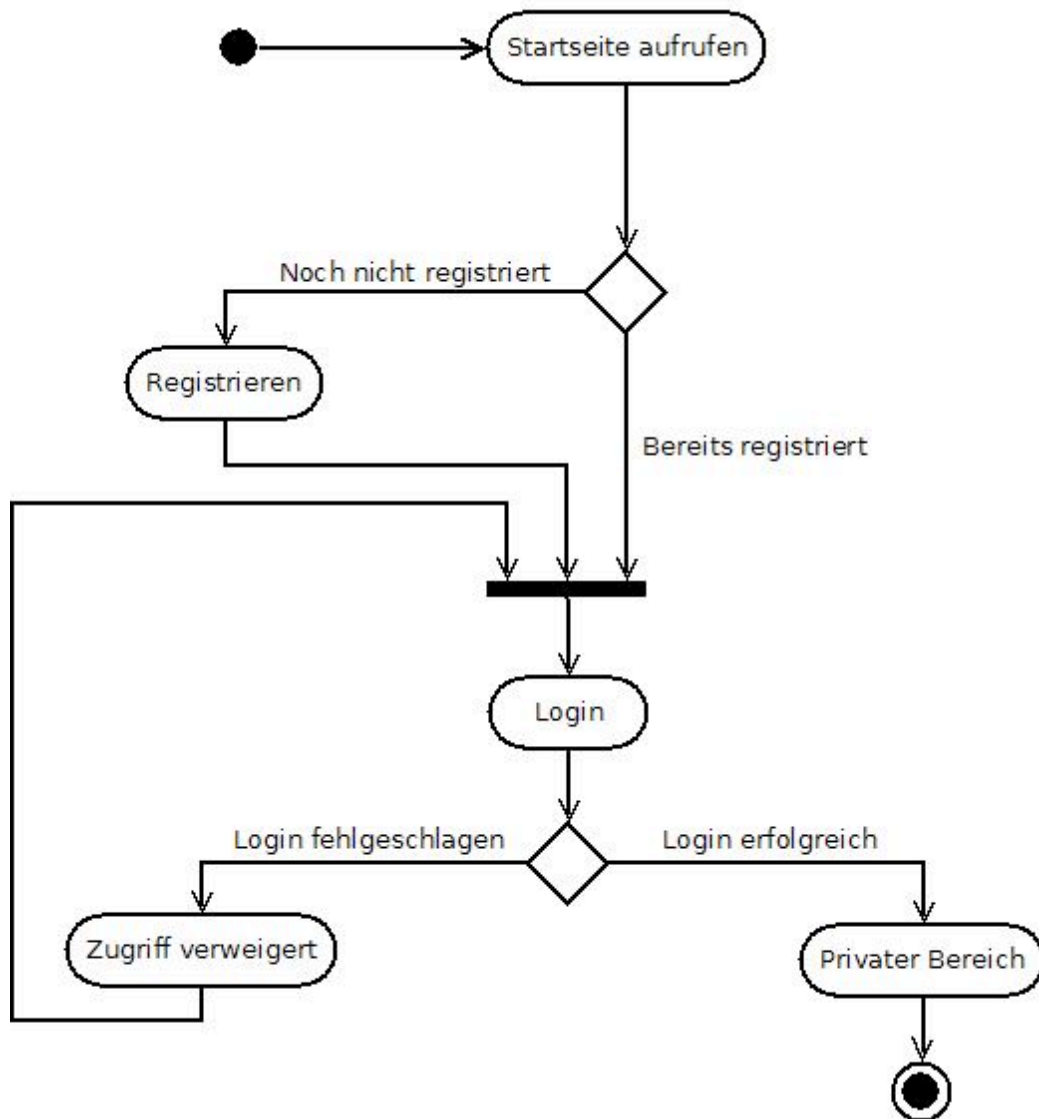 Startseite aufrufen
Noch nicht registriert
Registrieren
Bereits registriert
Login
Login fehlgeschlagen
Login erfolgreich
Zugriff verweigert
Privater Bereich